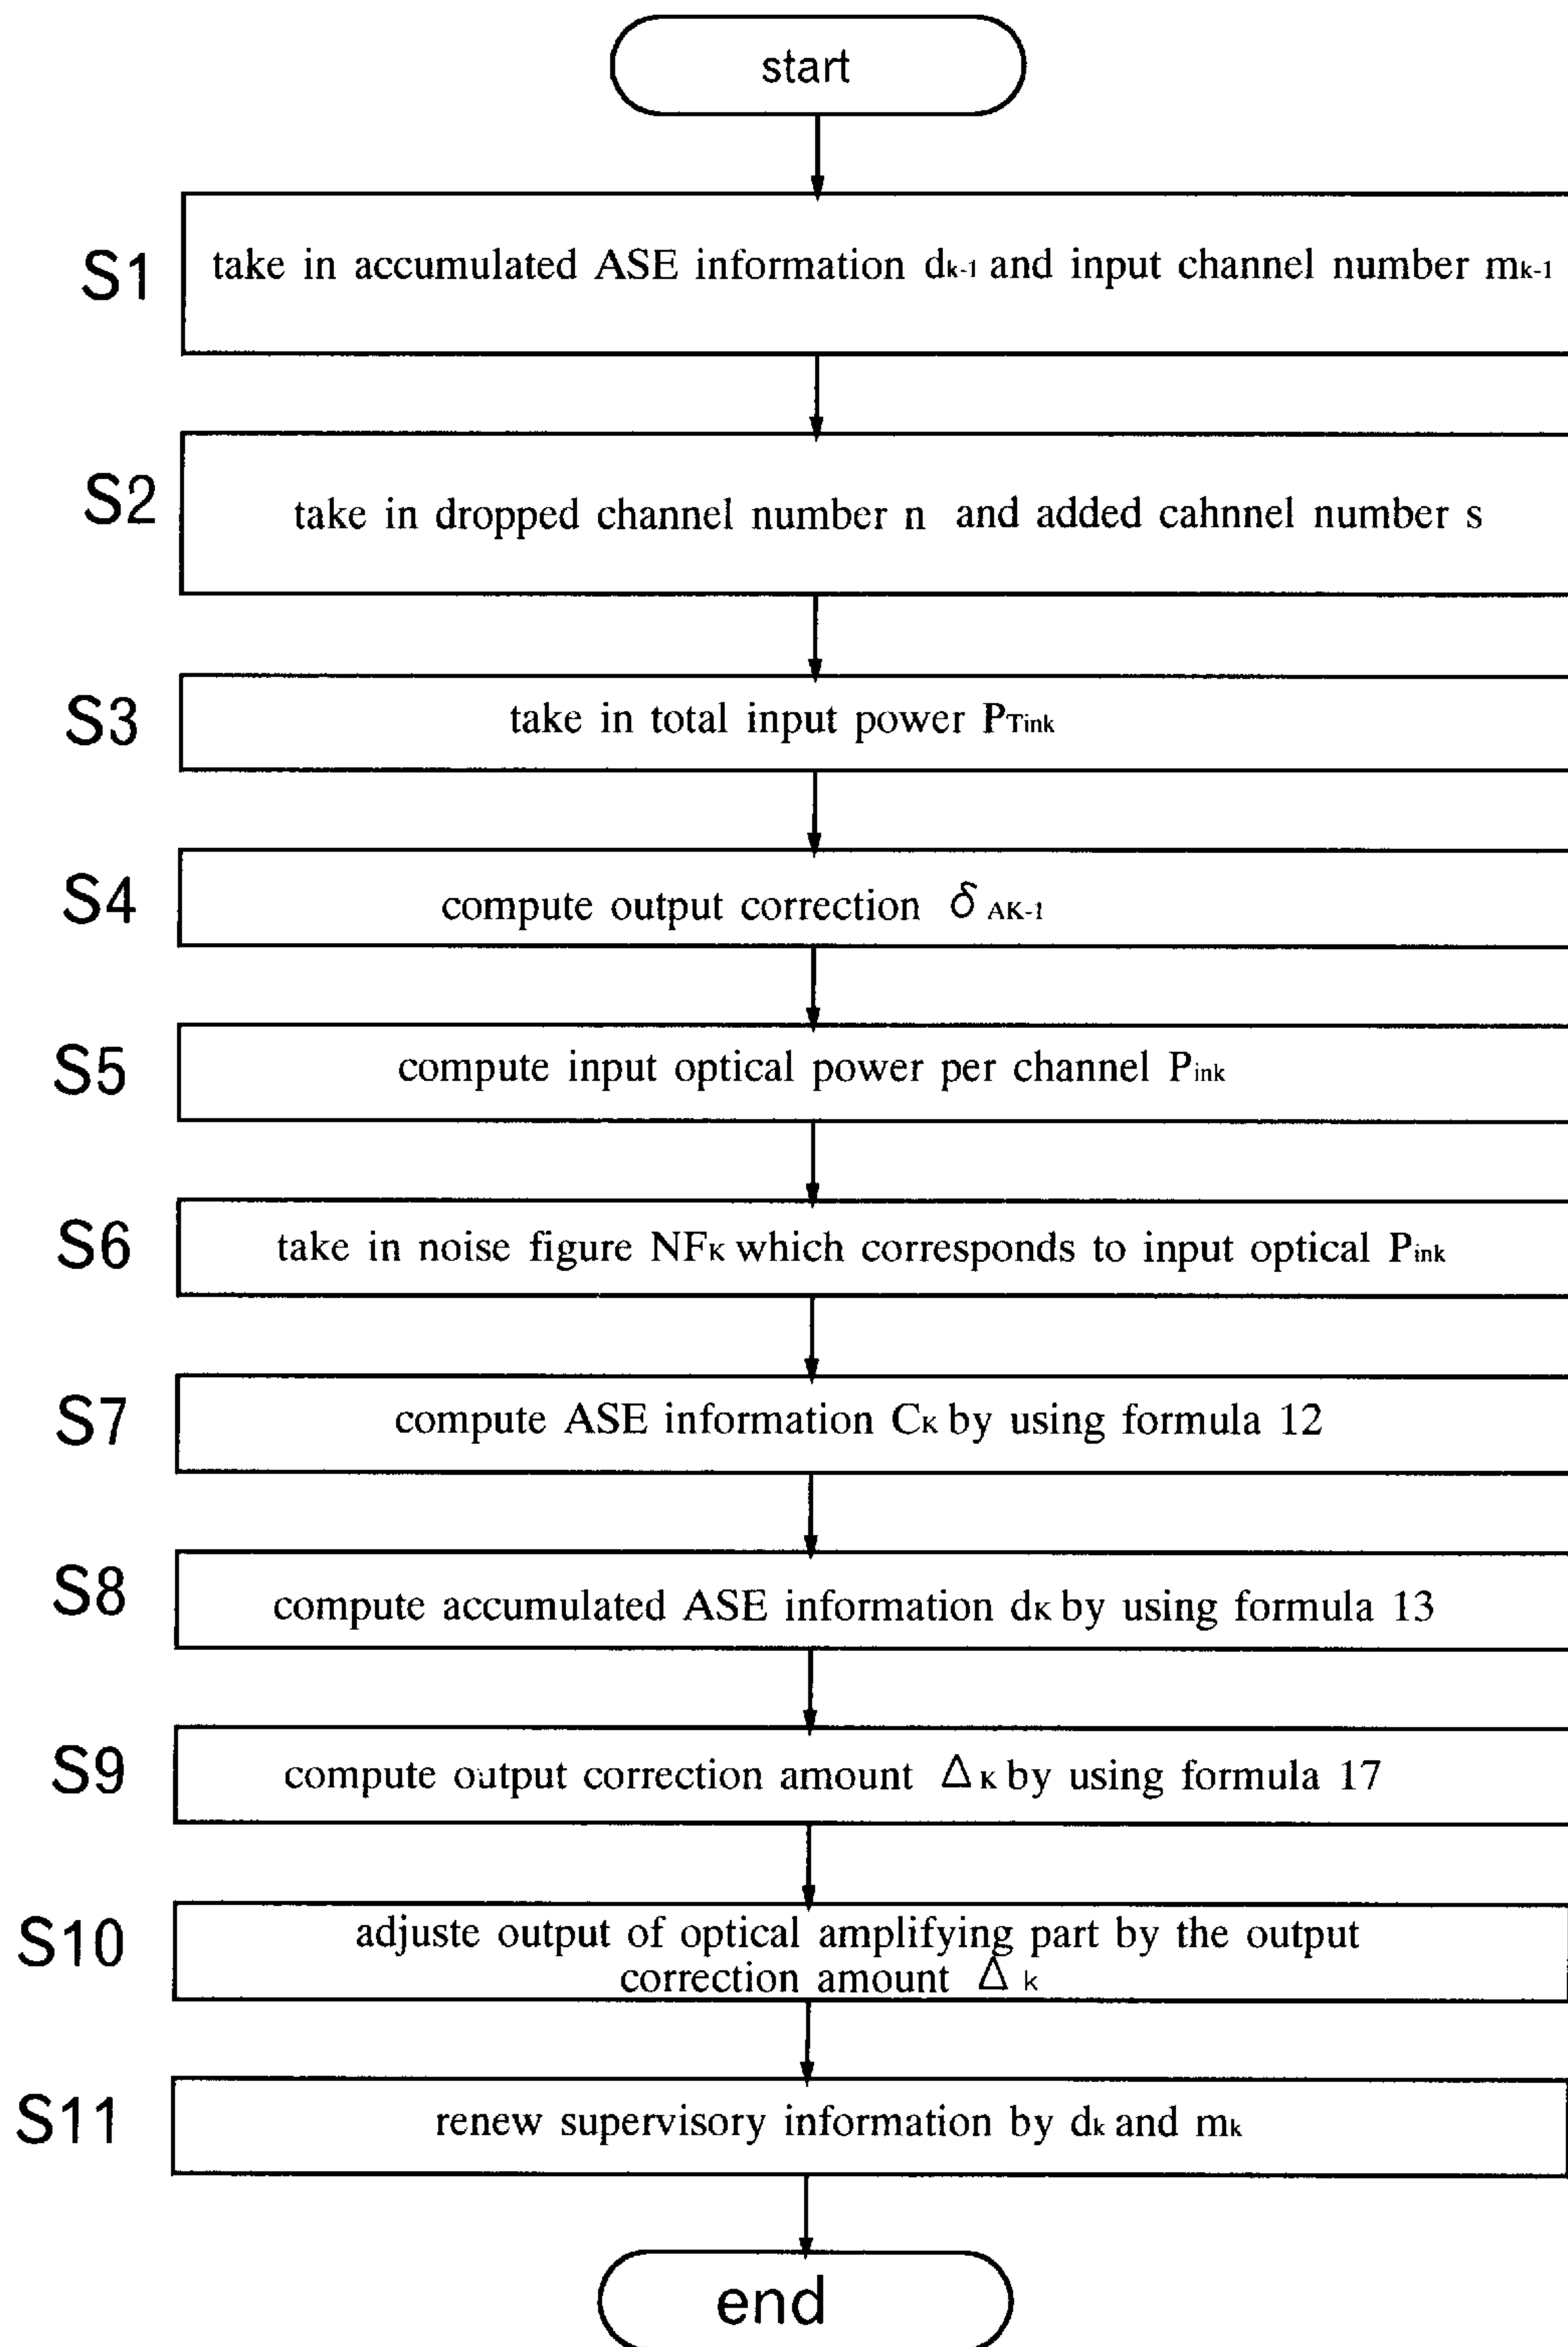 start
S1
take in accumulated ASE information dk-1 and input channel number mk-1
S2
take in dropped channel number n and added cahnnel number s
S3
take in total input power PTink
S4
compute output correction δ AK-1
S5
compute input optical power per channel Pink
S6
take in noise figure NFK which corresponds to input optical Pink
S7
compute ASE information CK by using formula 12
S8
compute accumulated ASE information dK by using formula 13
S9
compute output correction amount Δ K by using formula 17
S10
adjuste output of optical amplifying part by the output
correction amount Δ k
S11
renew supervisory information by dk and mk
end